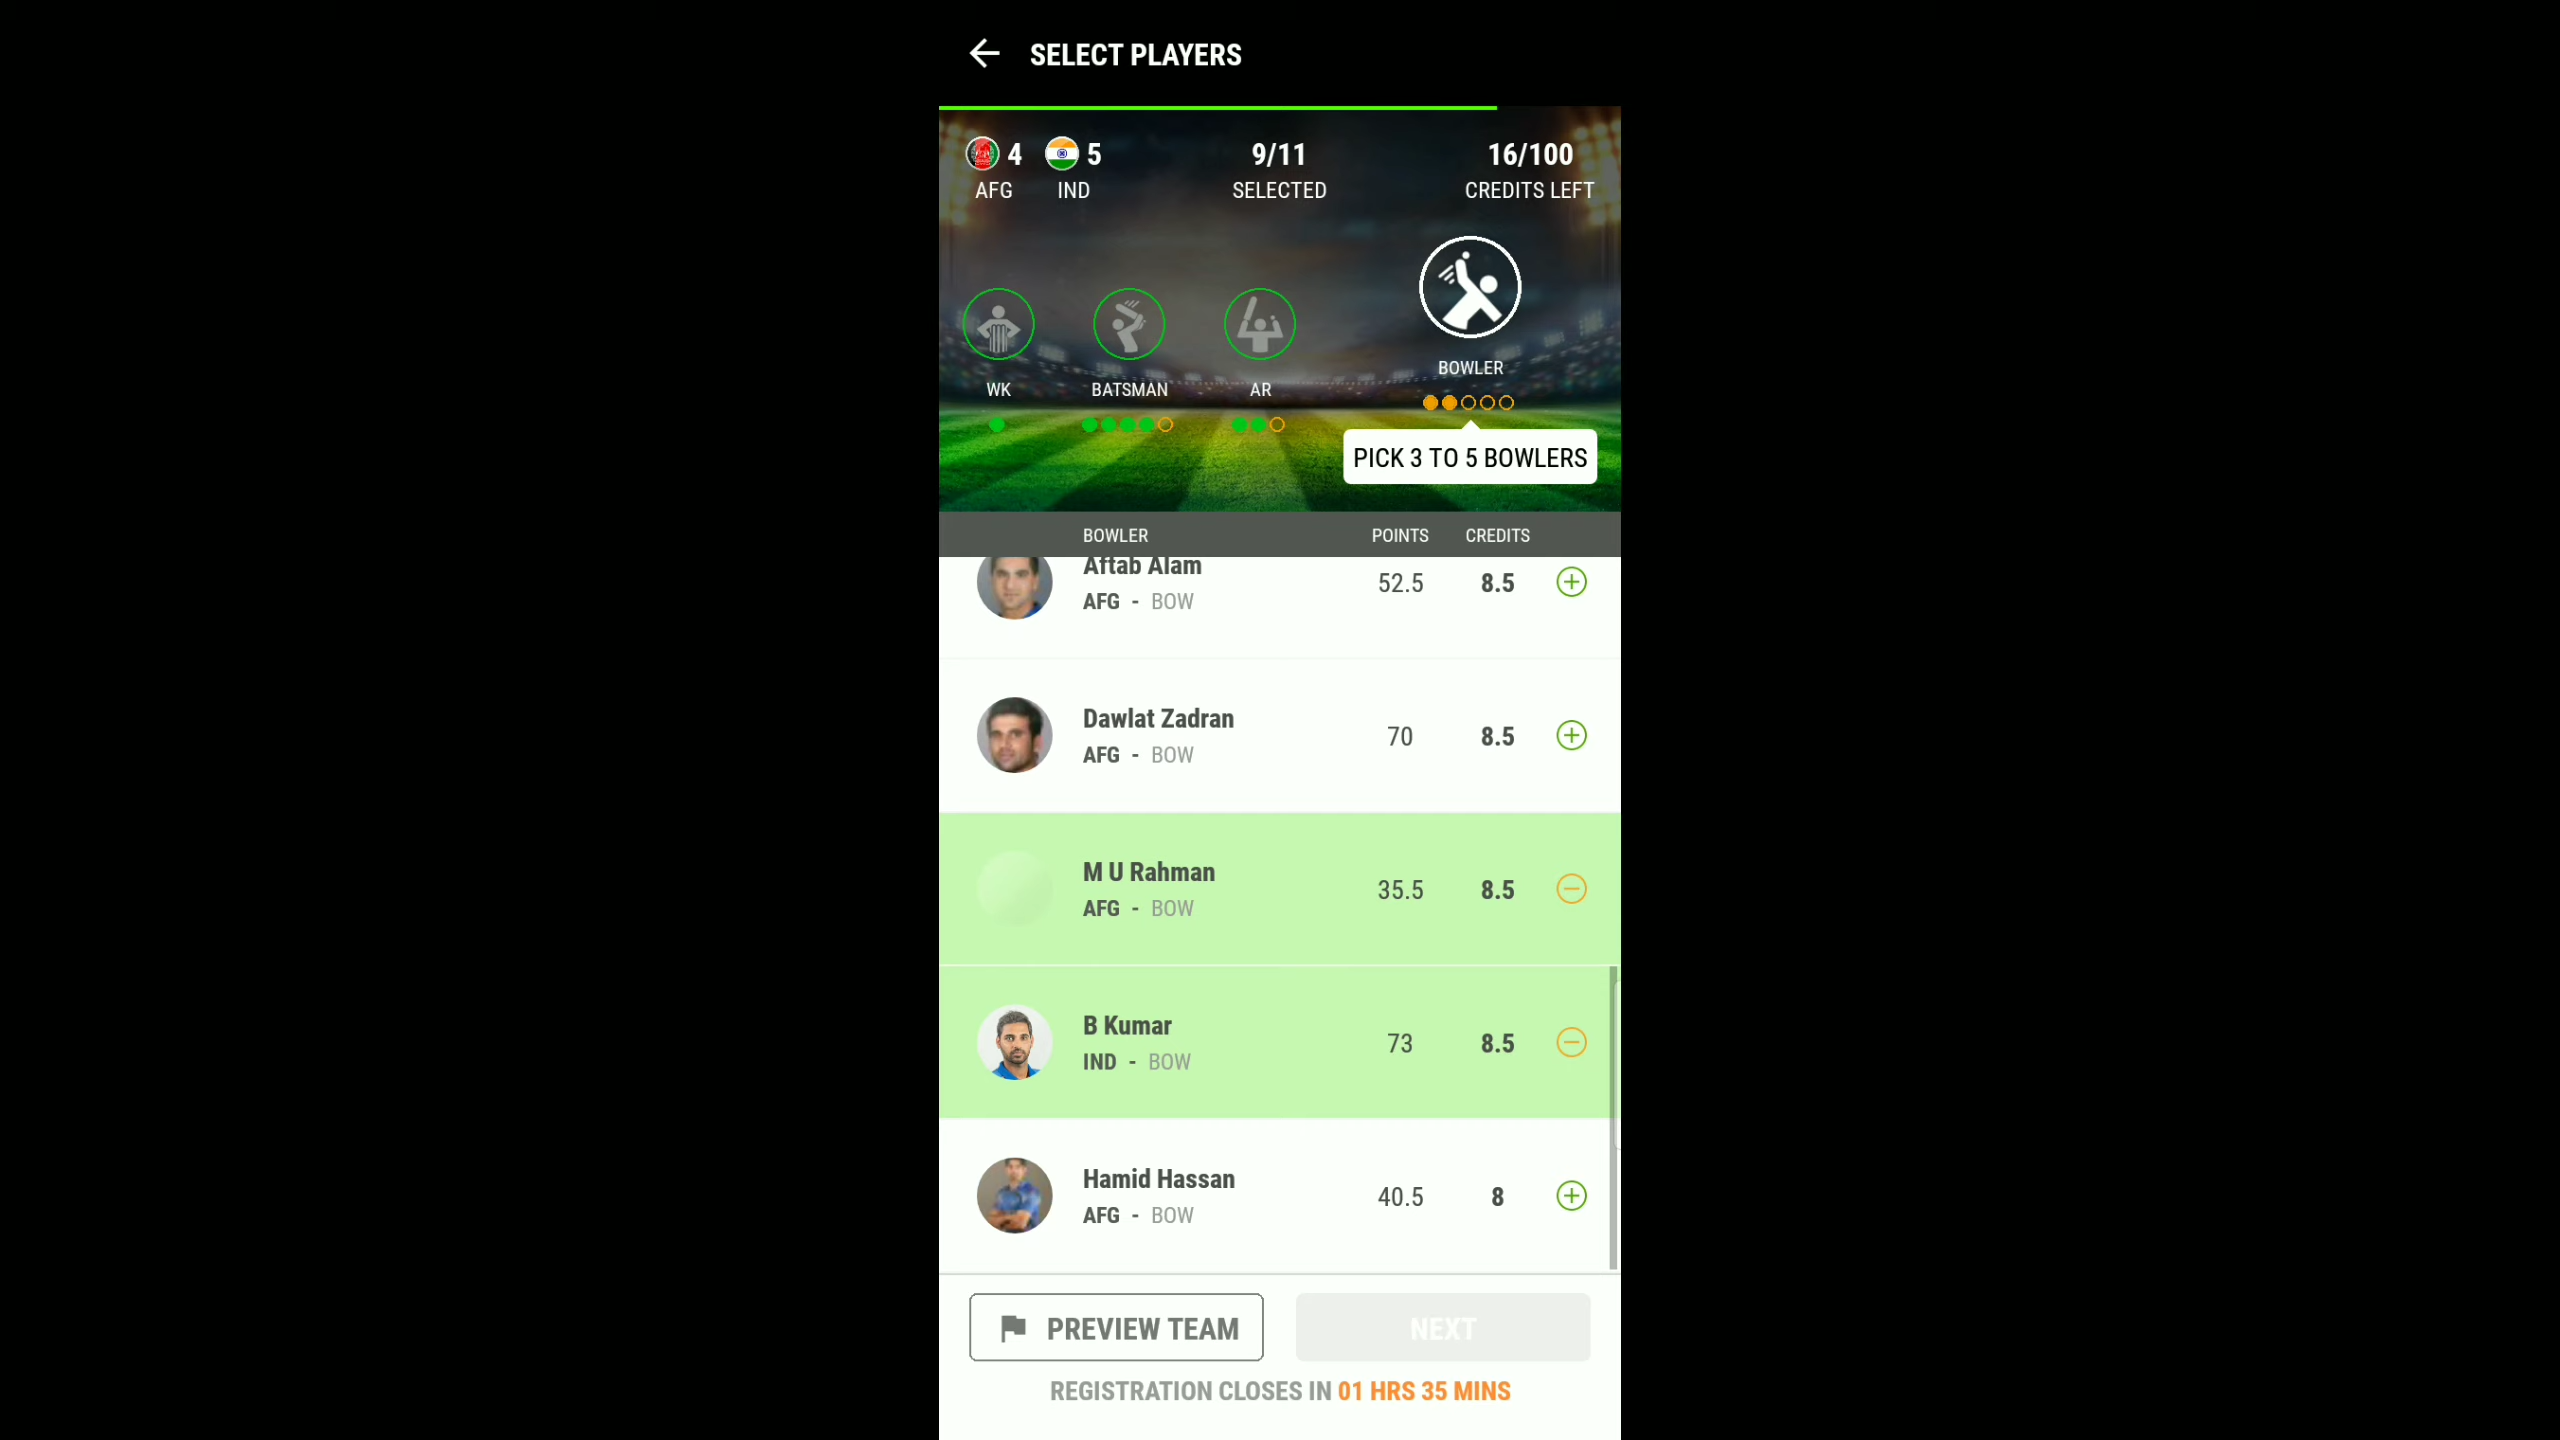 SELECT PLAYERS
4 5 9/11 16/100
AFG IND SELECTED CREDITS LEFT
WK BATSMAN AR BOWLER
PICK 3 TO 5 BOWLERS
BOWLER POINTS CREDITS
Aftab Alam 52.5 8.5
AFG - BOW
Dawlat Zadran 70 8.5
AFG - BOW
M U Rahman 35.5 8.5
AFG - BOW
B Kumar 73 8.5
IND - BOW
Hamid Hassan 40.5 8
AFG - BOW
PREVIEW TEAM NEXT
REGISTRATION CLOSES IN 01 HRS 35 MINS